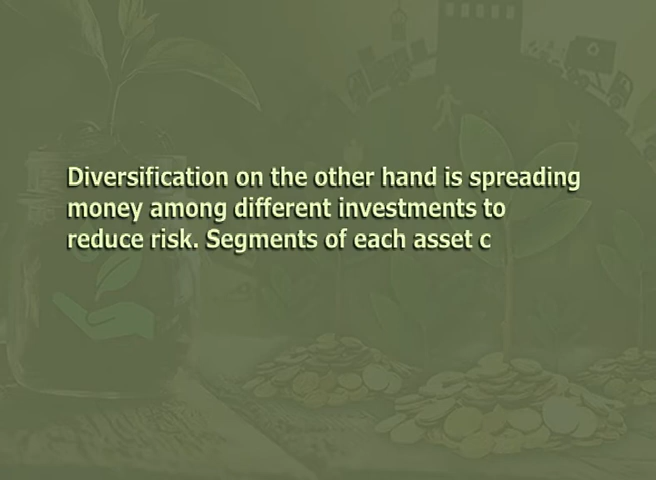 Diversification on the other hand is spreading
money among different investments to
reduce risk. Segments of each asset c